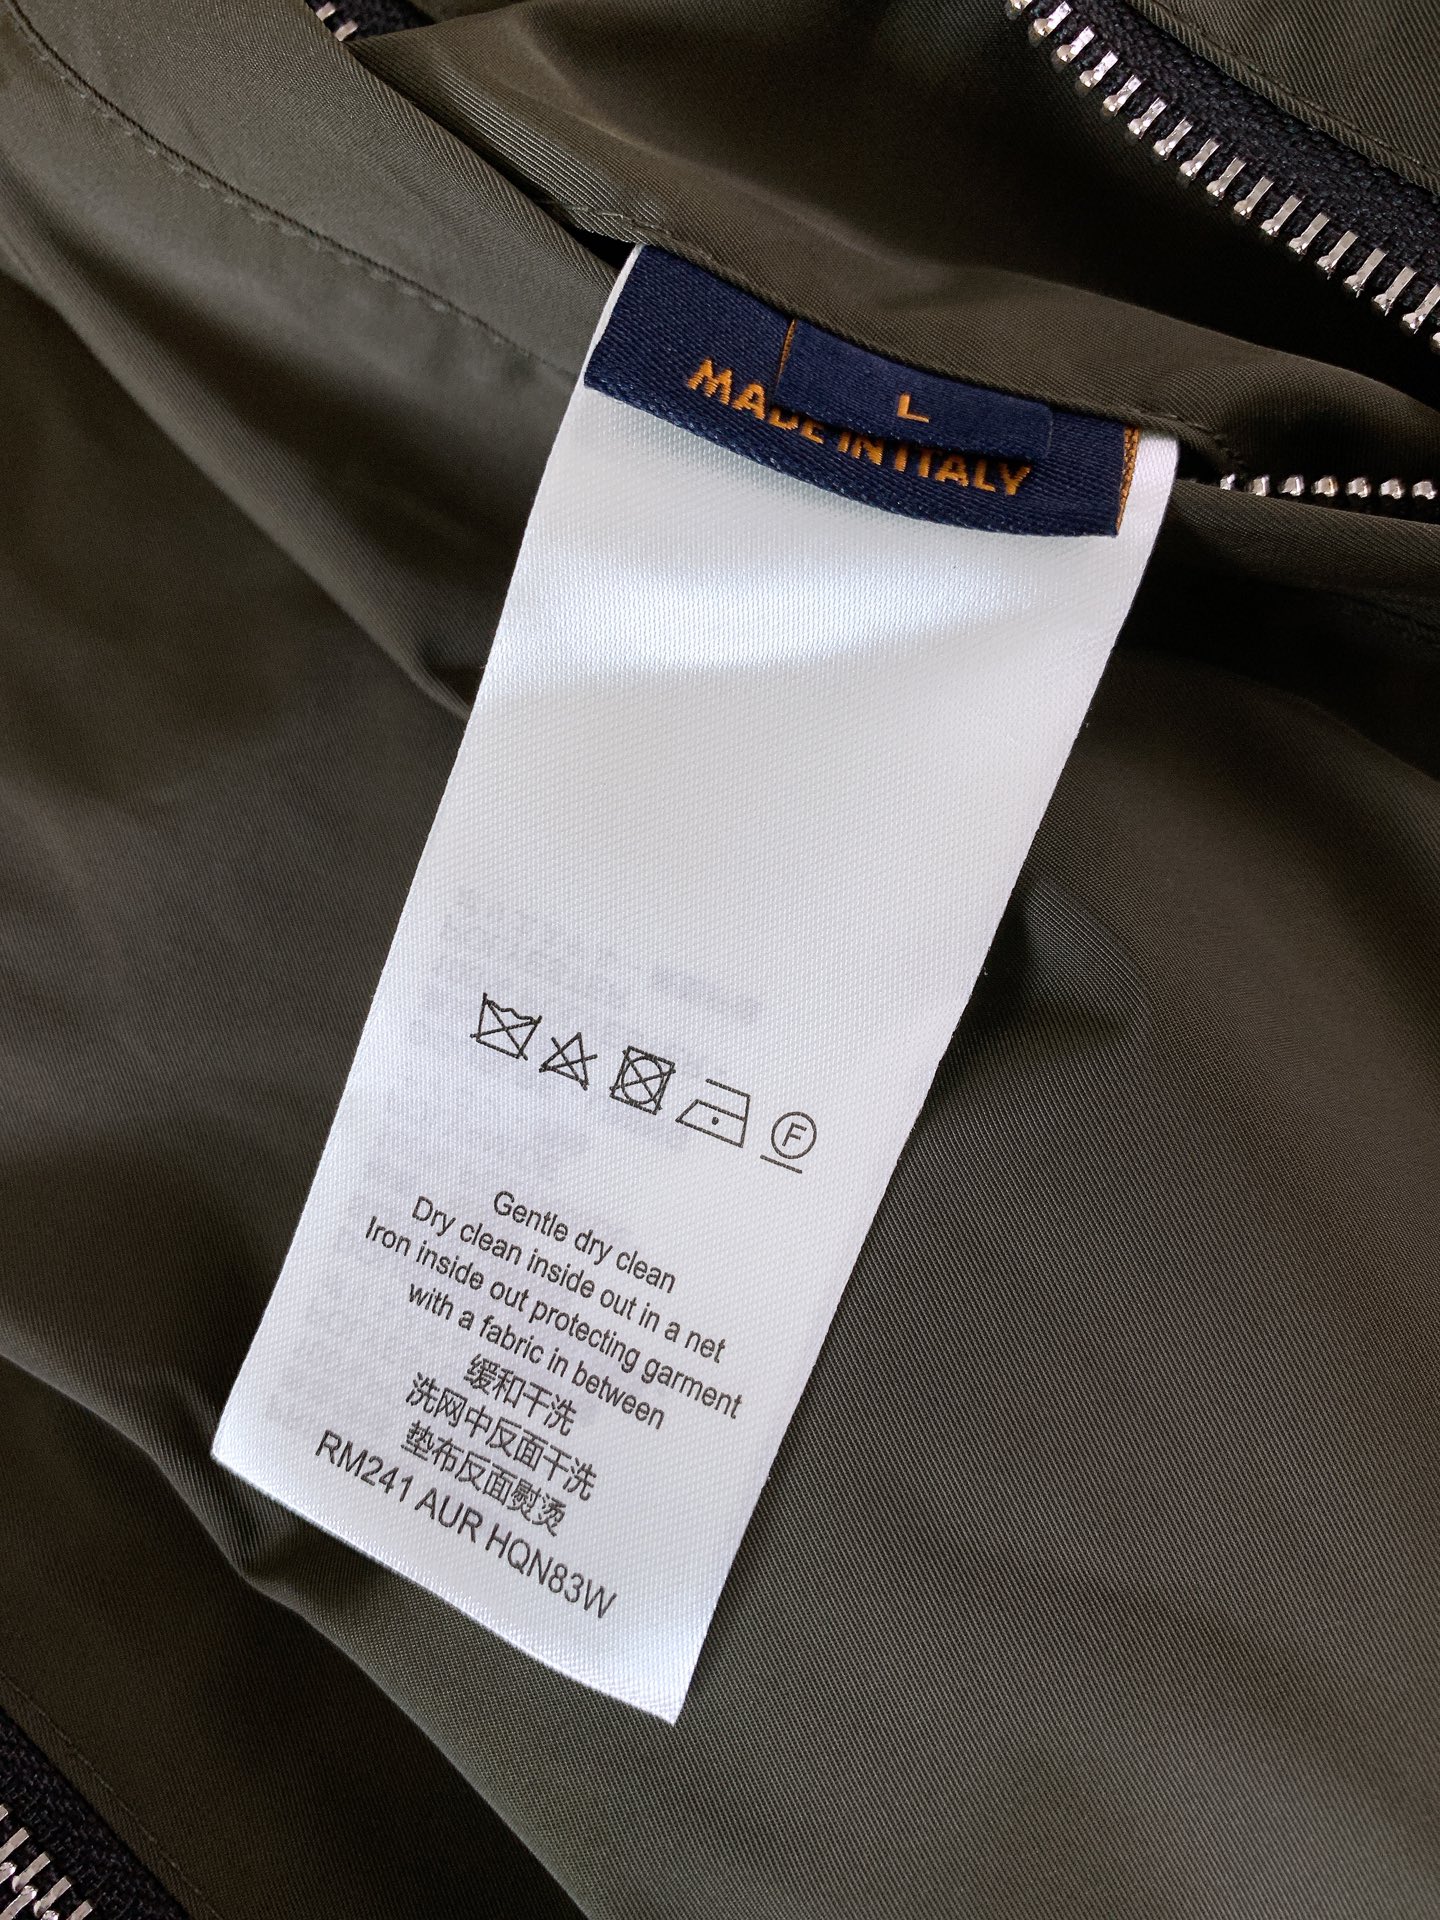 L
MADE IN ITALY
F
Gentle dry clean
Dry clean inside out in a net
Iron inside out protecting garment
with a fabric in between
缓和干洗
洗网中反面干洗
垫布反面熨烫
RM241 AUR HQN83W